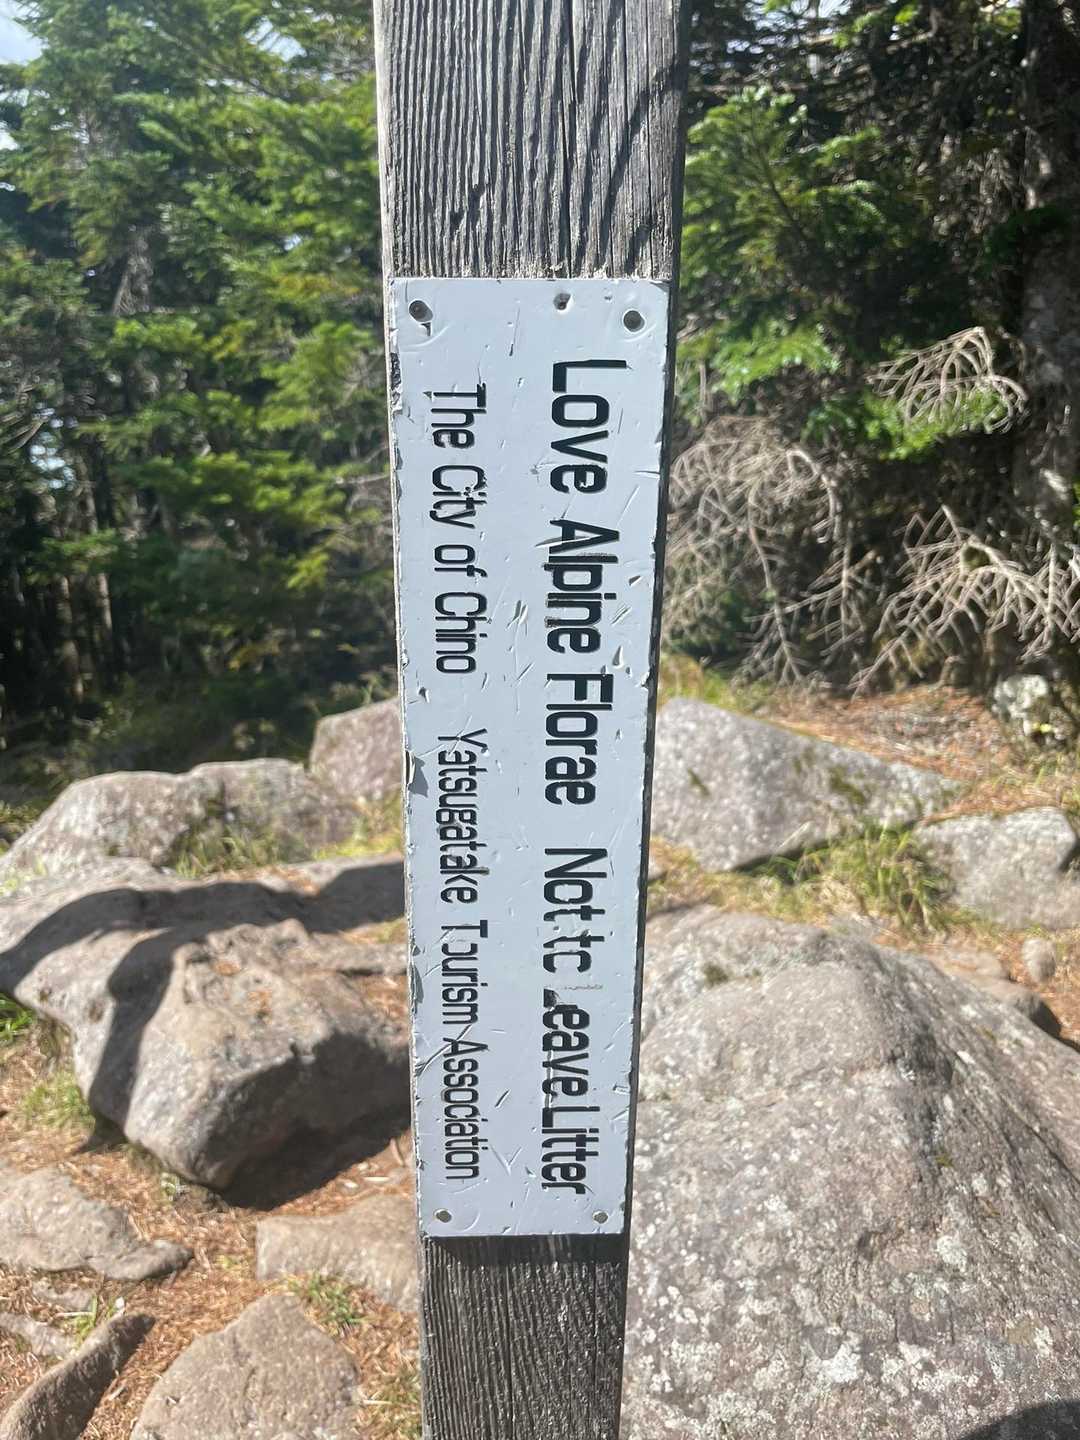 Love Alpine Florae Not to Leave Litter
The City of Chino Yatsugatake Tourism Association